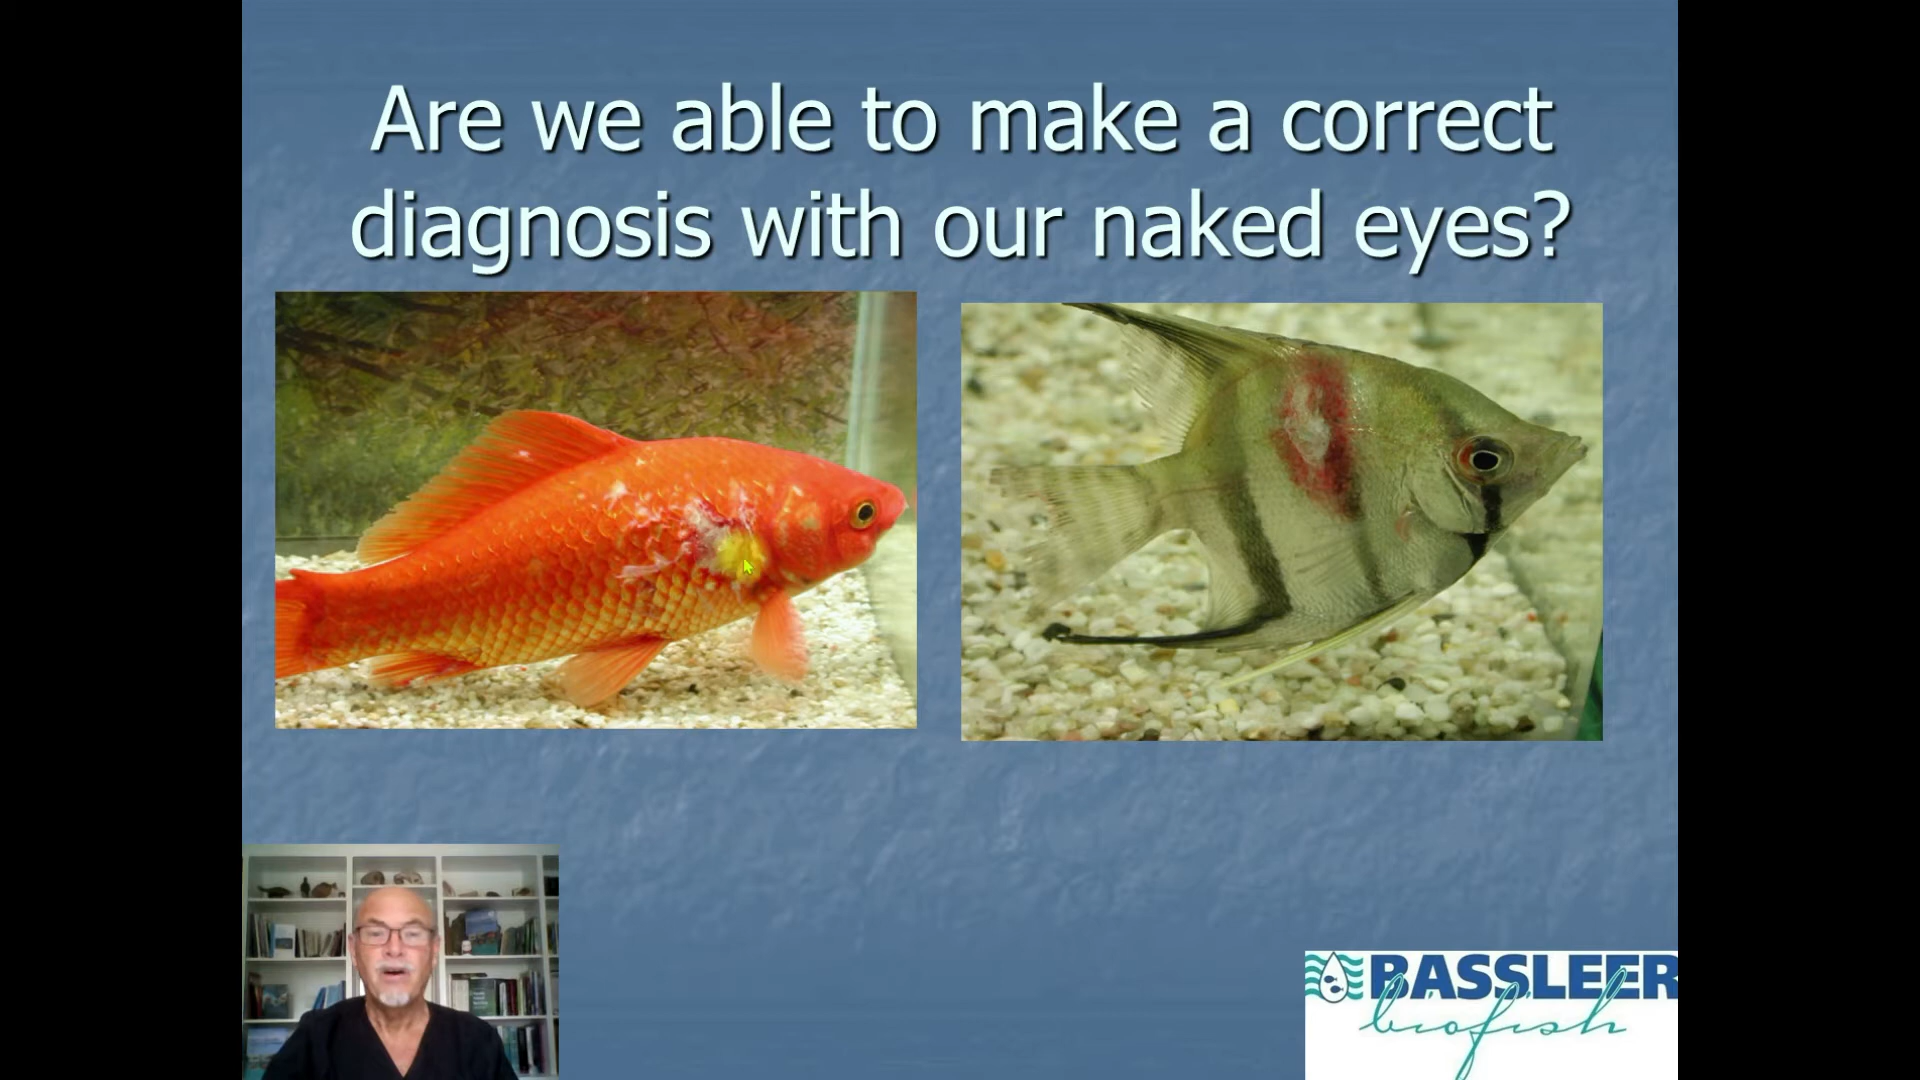 Are we able to make a correct
diagnosis with our naked eyes?
BASSLEER
biofish